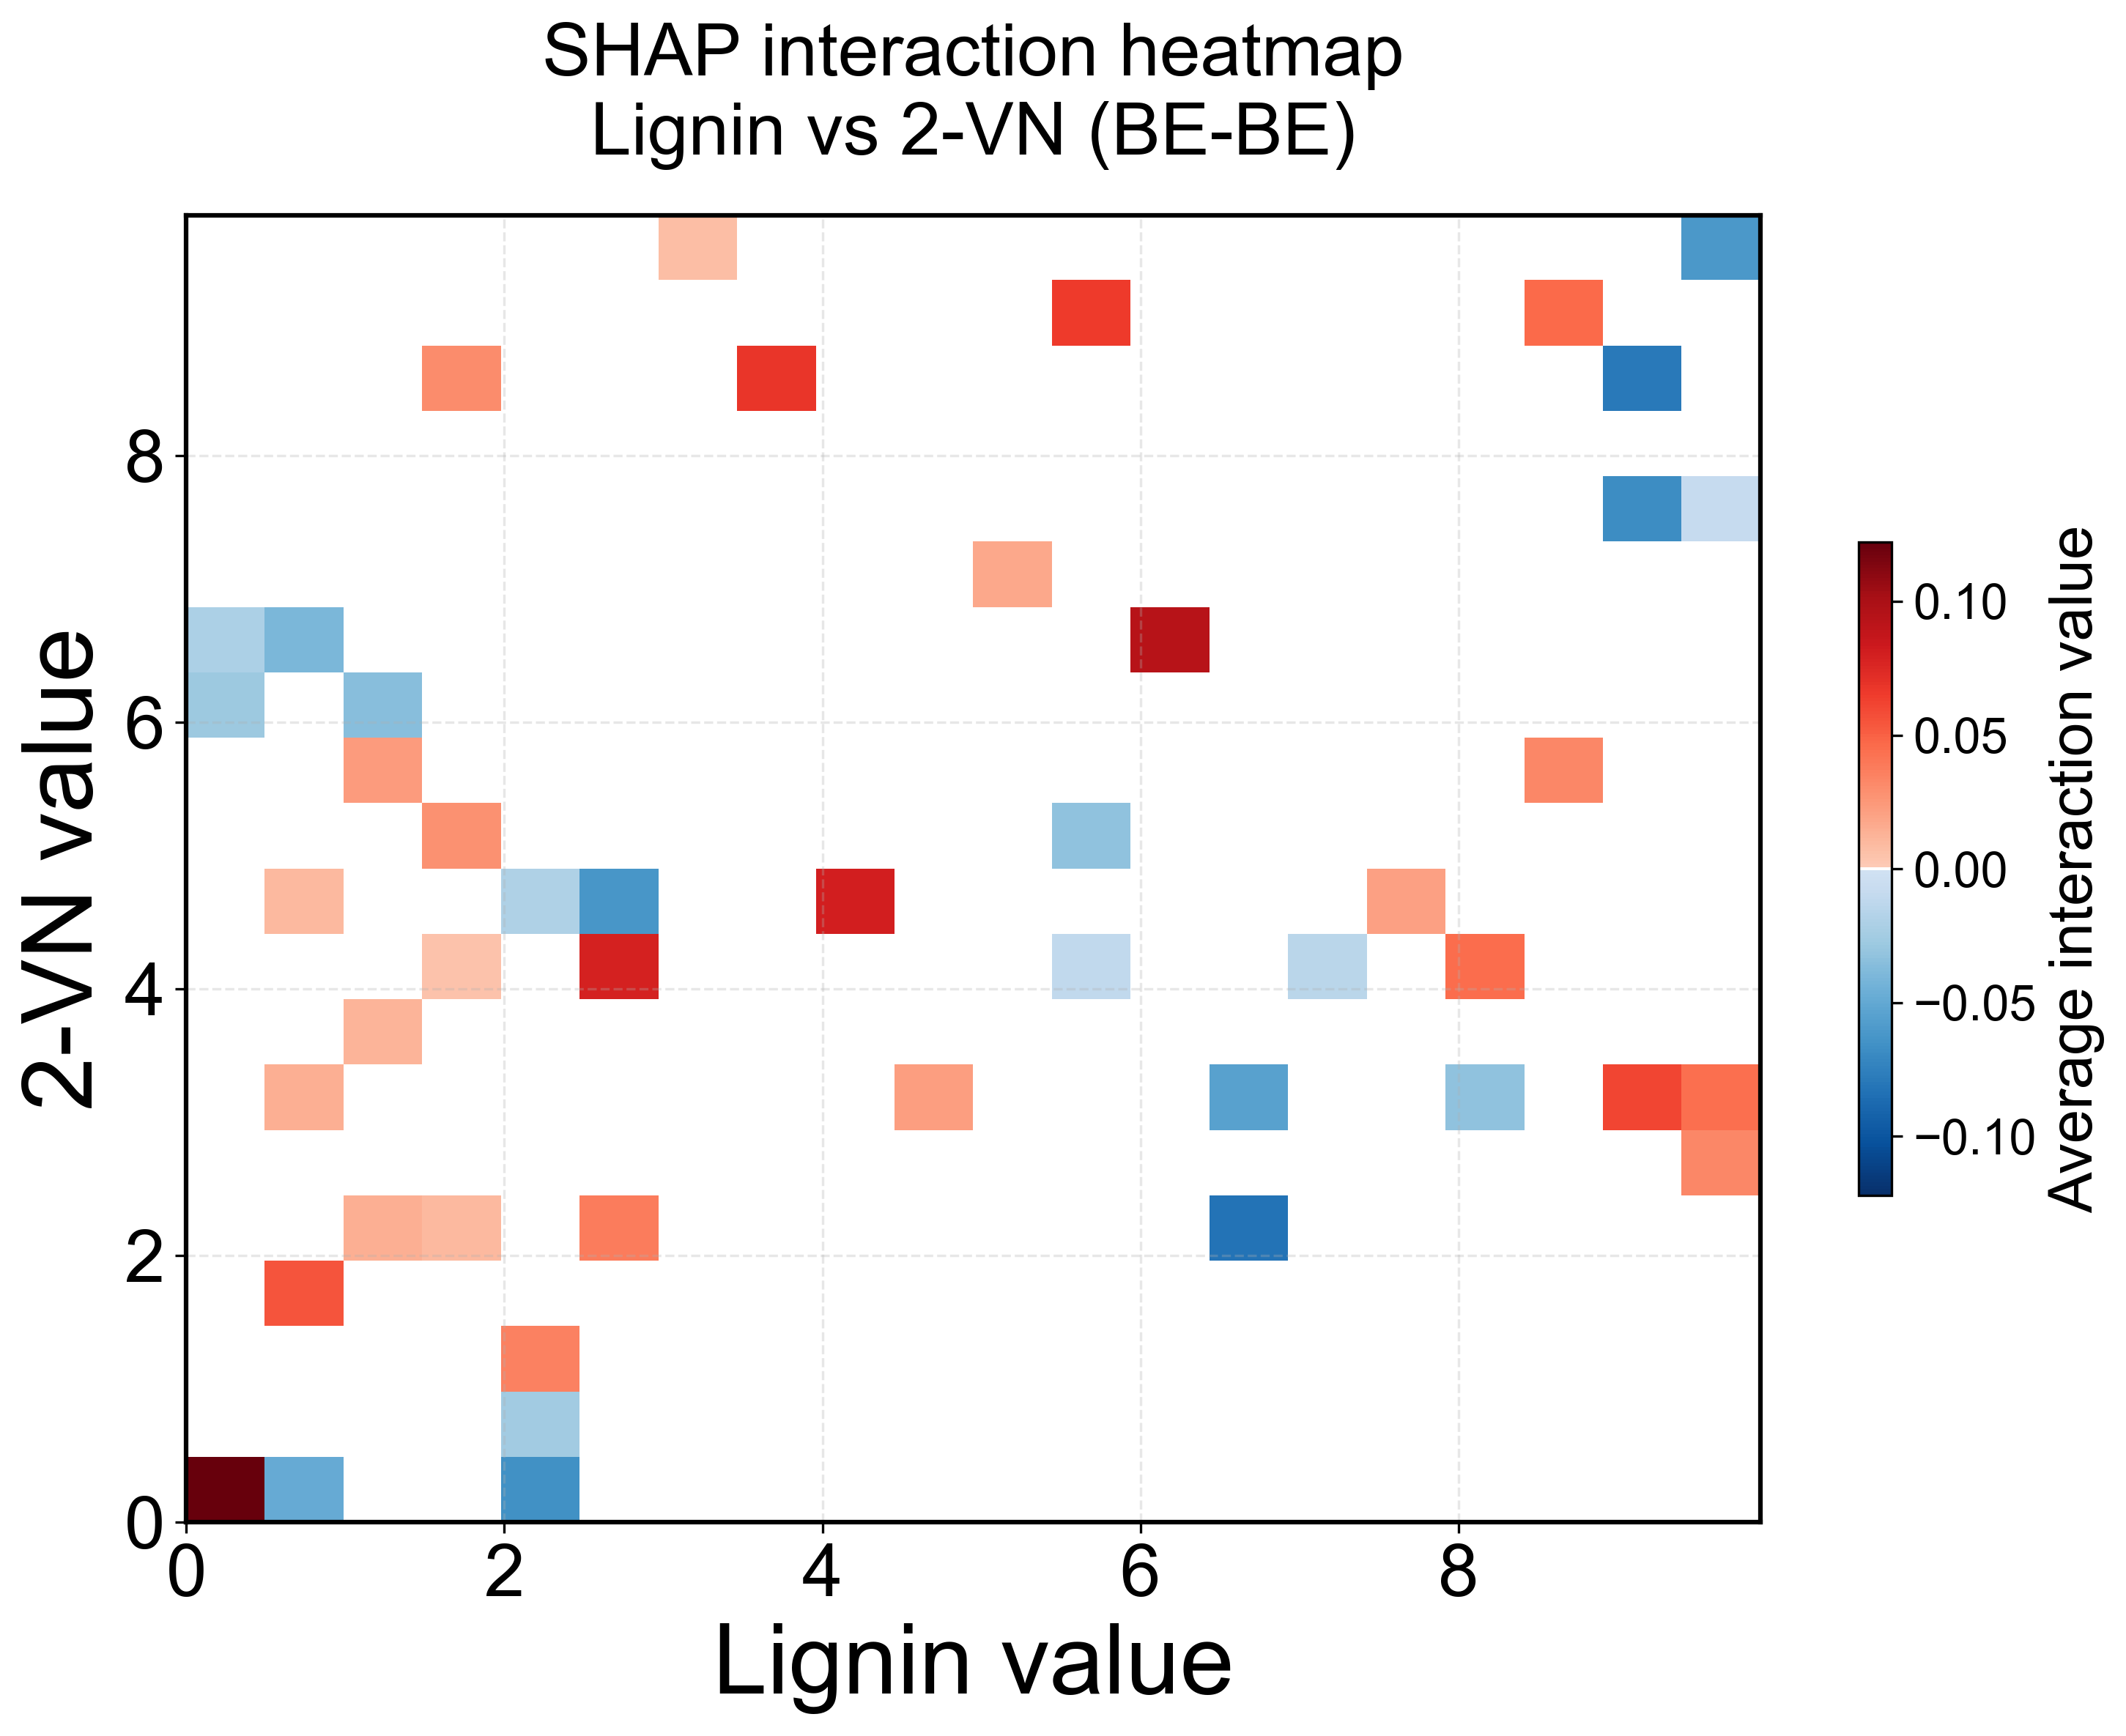 SHAP interaction heatmap
Lignin vs 2-VN (BE-BE)
2-VN value
8
6
4
2
0
0 2 4 6 8
Lignin value
0.10
0.05
0.00
−0.05
−0.10
Average interaction value